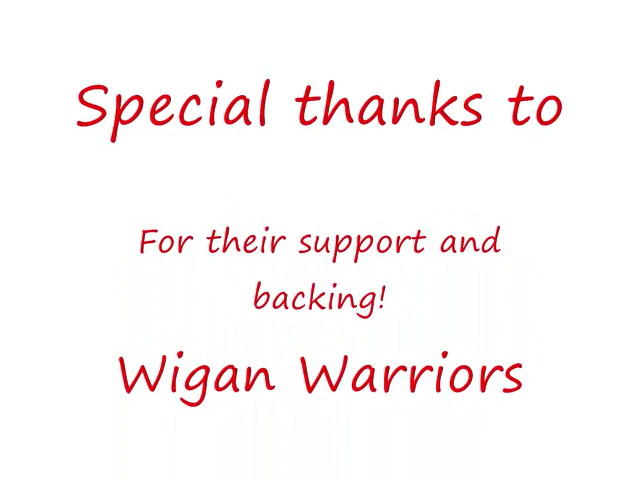 Special thanks to
For their support and
backing!
Wigan Warriors